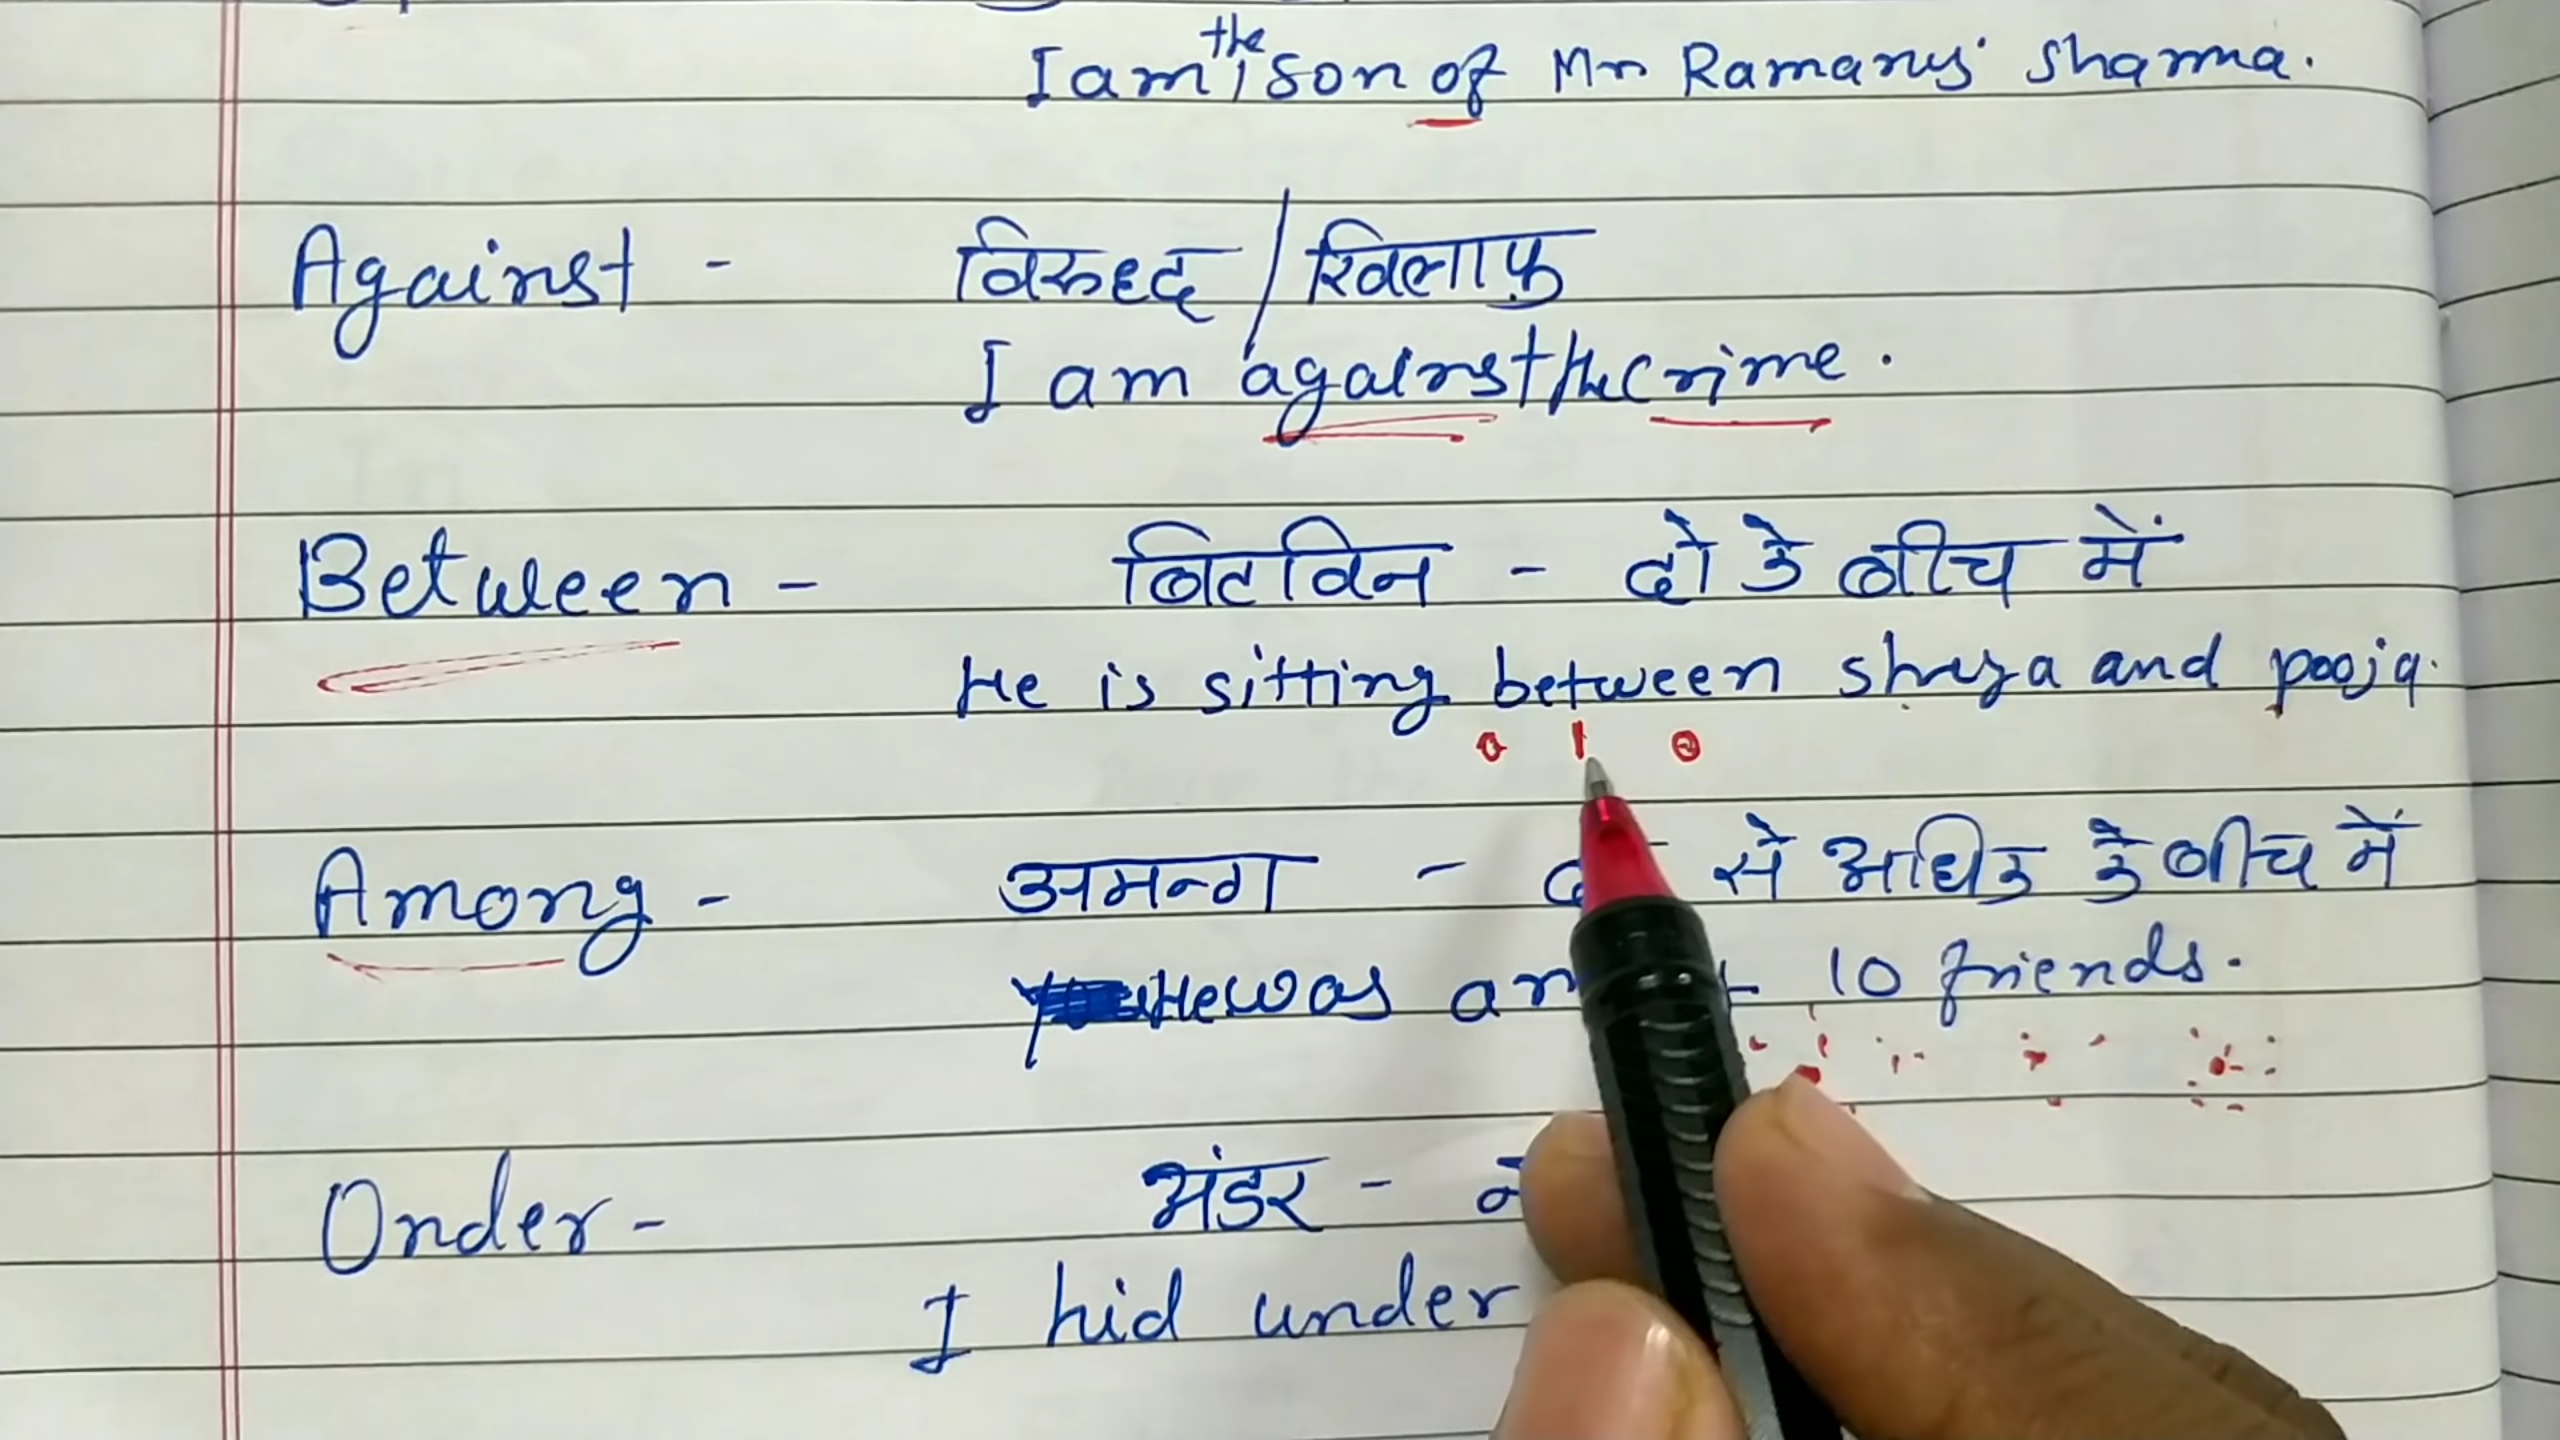 I am the son of Mr Ramanuj Sharma.
Against - विरुद्ध / खिलाफ़
I am against the crime.
Between - बिटविन - दो के बीच में
He is sitting between shreya and pooja.
Among - अमन्ग - से अधिक के बीच में
He was 10 friends.
Under - अंडर -
I hid under